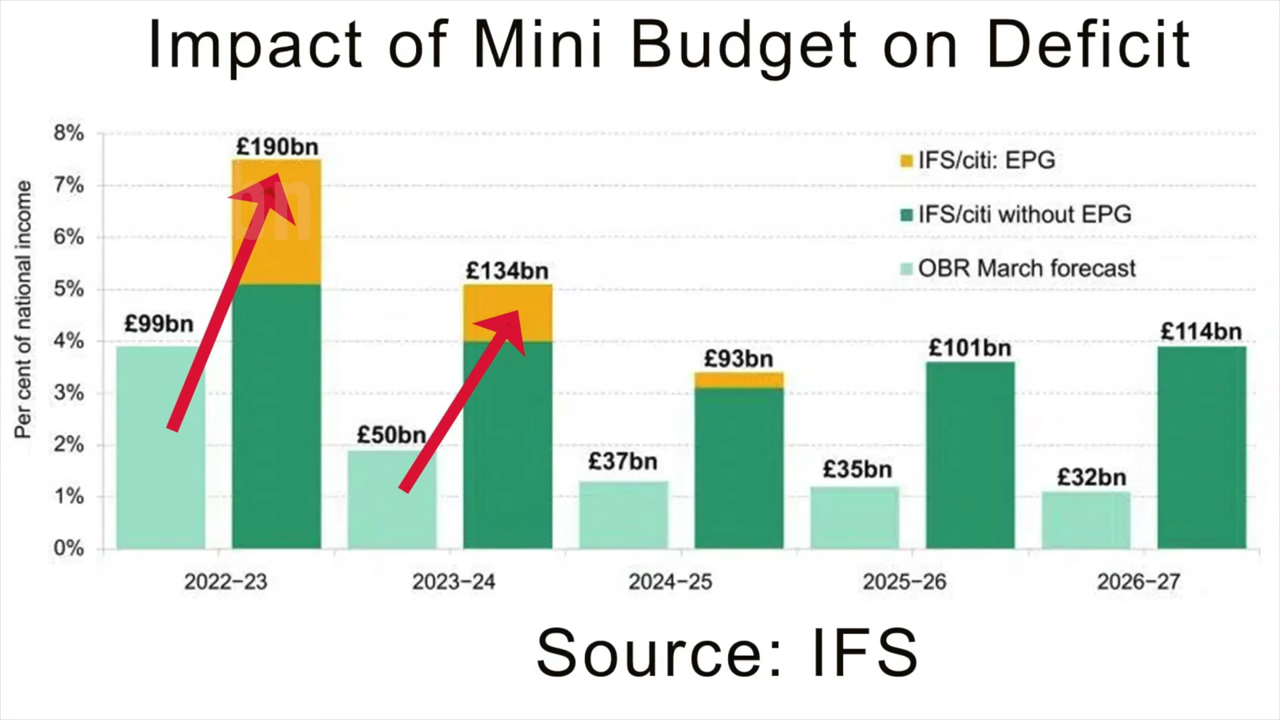 Impact of Mini Budget on Deficit
8%
7%
6%
5%
4%
3%
2%
1%
0%
Per cent of national income
£99bn
£190bn
£50bn
£134bn
£37bn
£93bn
£35bn
£101bn
£32bn
£114bn
bn
IFS/citi: EPG
IFS/citi without EPG
OBR March forecast
2022–23
2023–24
2024–25
2025–26
2026–27
Source: IFS